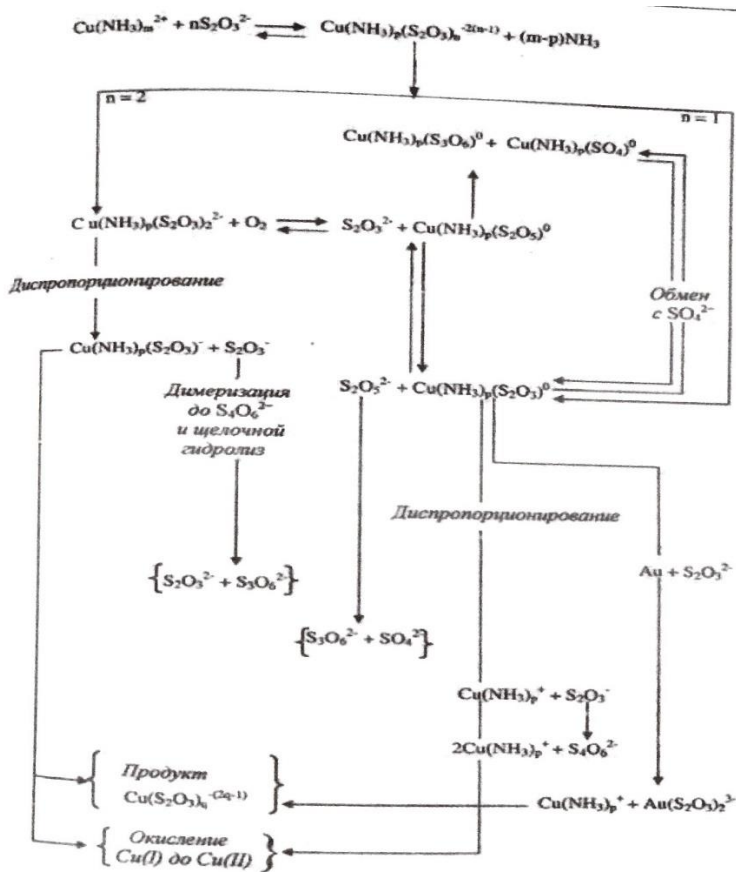 Cu(NH₃)ₘ²⁺ + nS₂O₃²⁻ ⇄ Cu(NH₃)ₚ(S₂O₃)ₙ⁻²⁽ⁿ⁻¹⁾ + (m-p)NH₃
n = 2
n = 1
Cu(NH₃)ₚ(S₃O₆)⁰ + Cu(NH₃)ₚ(SO₄)⁰
Cu(NH3)ₚ(S₂O₃)₂²⁻ + O₂ ⇄ S₂O₃²⁻ + Cu(NH₃)ₚ(S₂O₅)⁰
Диспропорционирование
Обмен
с SO₄²⁻
Cu(NH₃)ₚ(S₂O₃)⁻ + S₂O₃⁻
S₂O₅²⁻ + Cu(NH₃)ₚ(S₂O₃)⁰
Димеризация
до S₄O₆²⁻
и щелочной
гидролиз
Диспропорционирование
Au + S₂O₃²⁻
{S₂O₃²⁻ + S₃O₆²⁻}
{S₃O₆²⁻ + SO₄²⁻}
Cu(NH₃)ₚ⁺ + S₂O₃⁻
2Cu(NH₃)ₚ⁺ + S₄O₆²⁻
Продукт
Cu(S₂O₃)q⁻⁽²q⁻¹⁾
Cu(NH₃)ₚ⁺ + Au(S₂O₃)₂³⁻
Окисление
Cu(I) до Cu(II)